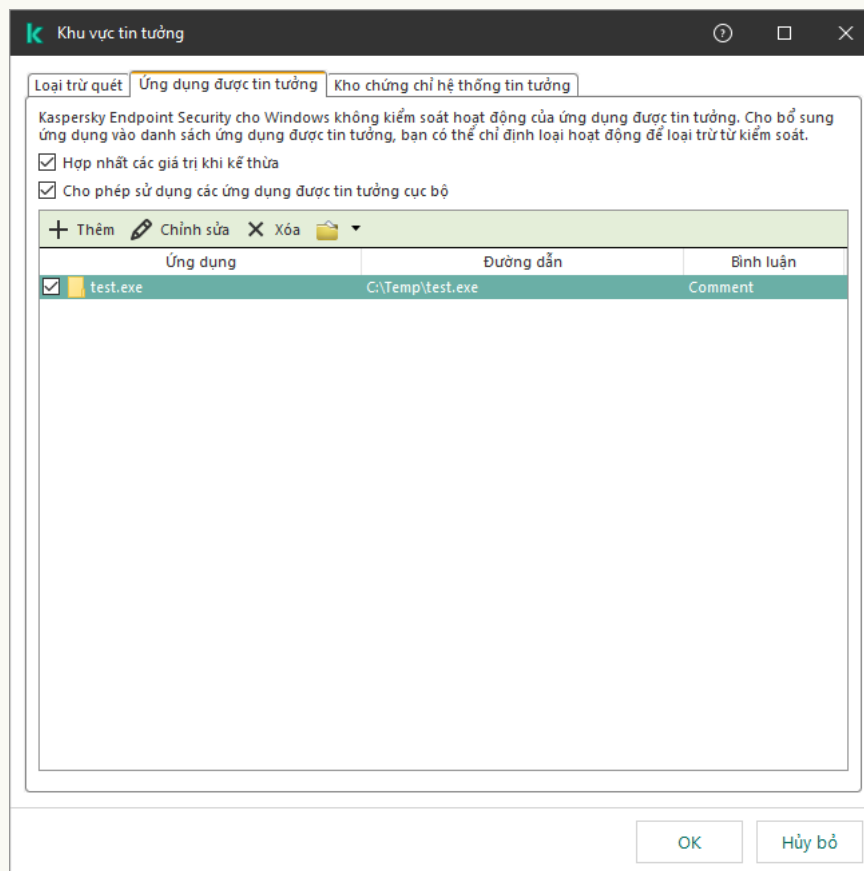 Khu vực tin tưởng
Loại trừ quét
Ứng dụng được tin tưởng
Kho chứng chỉ hệ thống tin tưởng
Kaspersky Endpoint Security cho Windows không kiểm soát hoạt động của ứng dụng được tin tưởng. Cho bổ sung
ứng dụng vào danh sách ứng dụng được tin tưởng, bạn có thể chỉ định loại hoạt động để loại trừ từ kiểm soát.
Hợp nhất các giá trị khi kế thừa
Cho phép sử dụng các ứng dụng được tin tưởng cục bộ
Thêm Chỉnh sửa Xóa
Ứng dụng Đường dẫn Bình luận
test.exe C:\Temp\test.exe Comment
OK Hủy bỏ